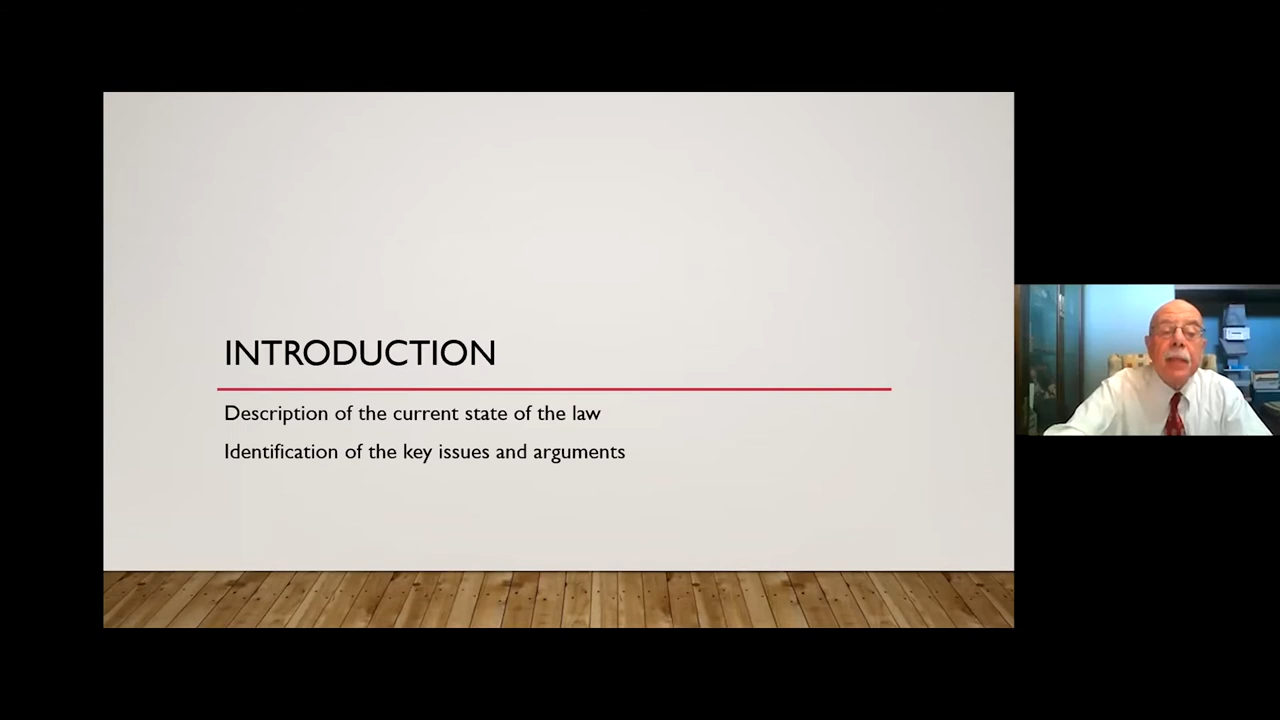 INTRODUCTION
Description of the current state of the law
Identification of the key issues and arguments